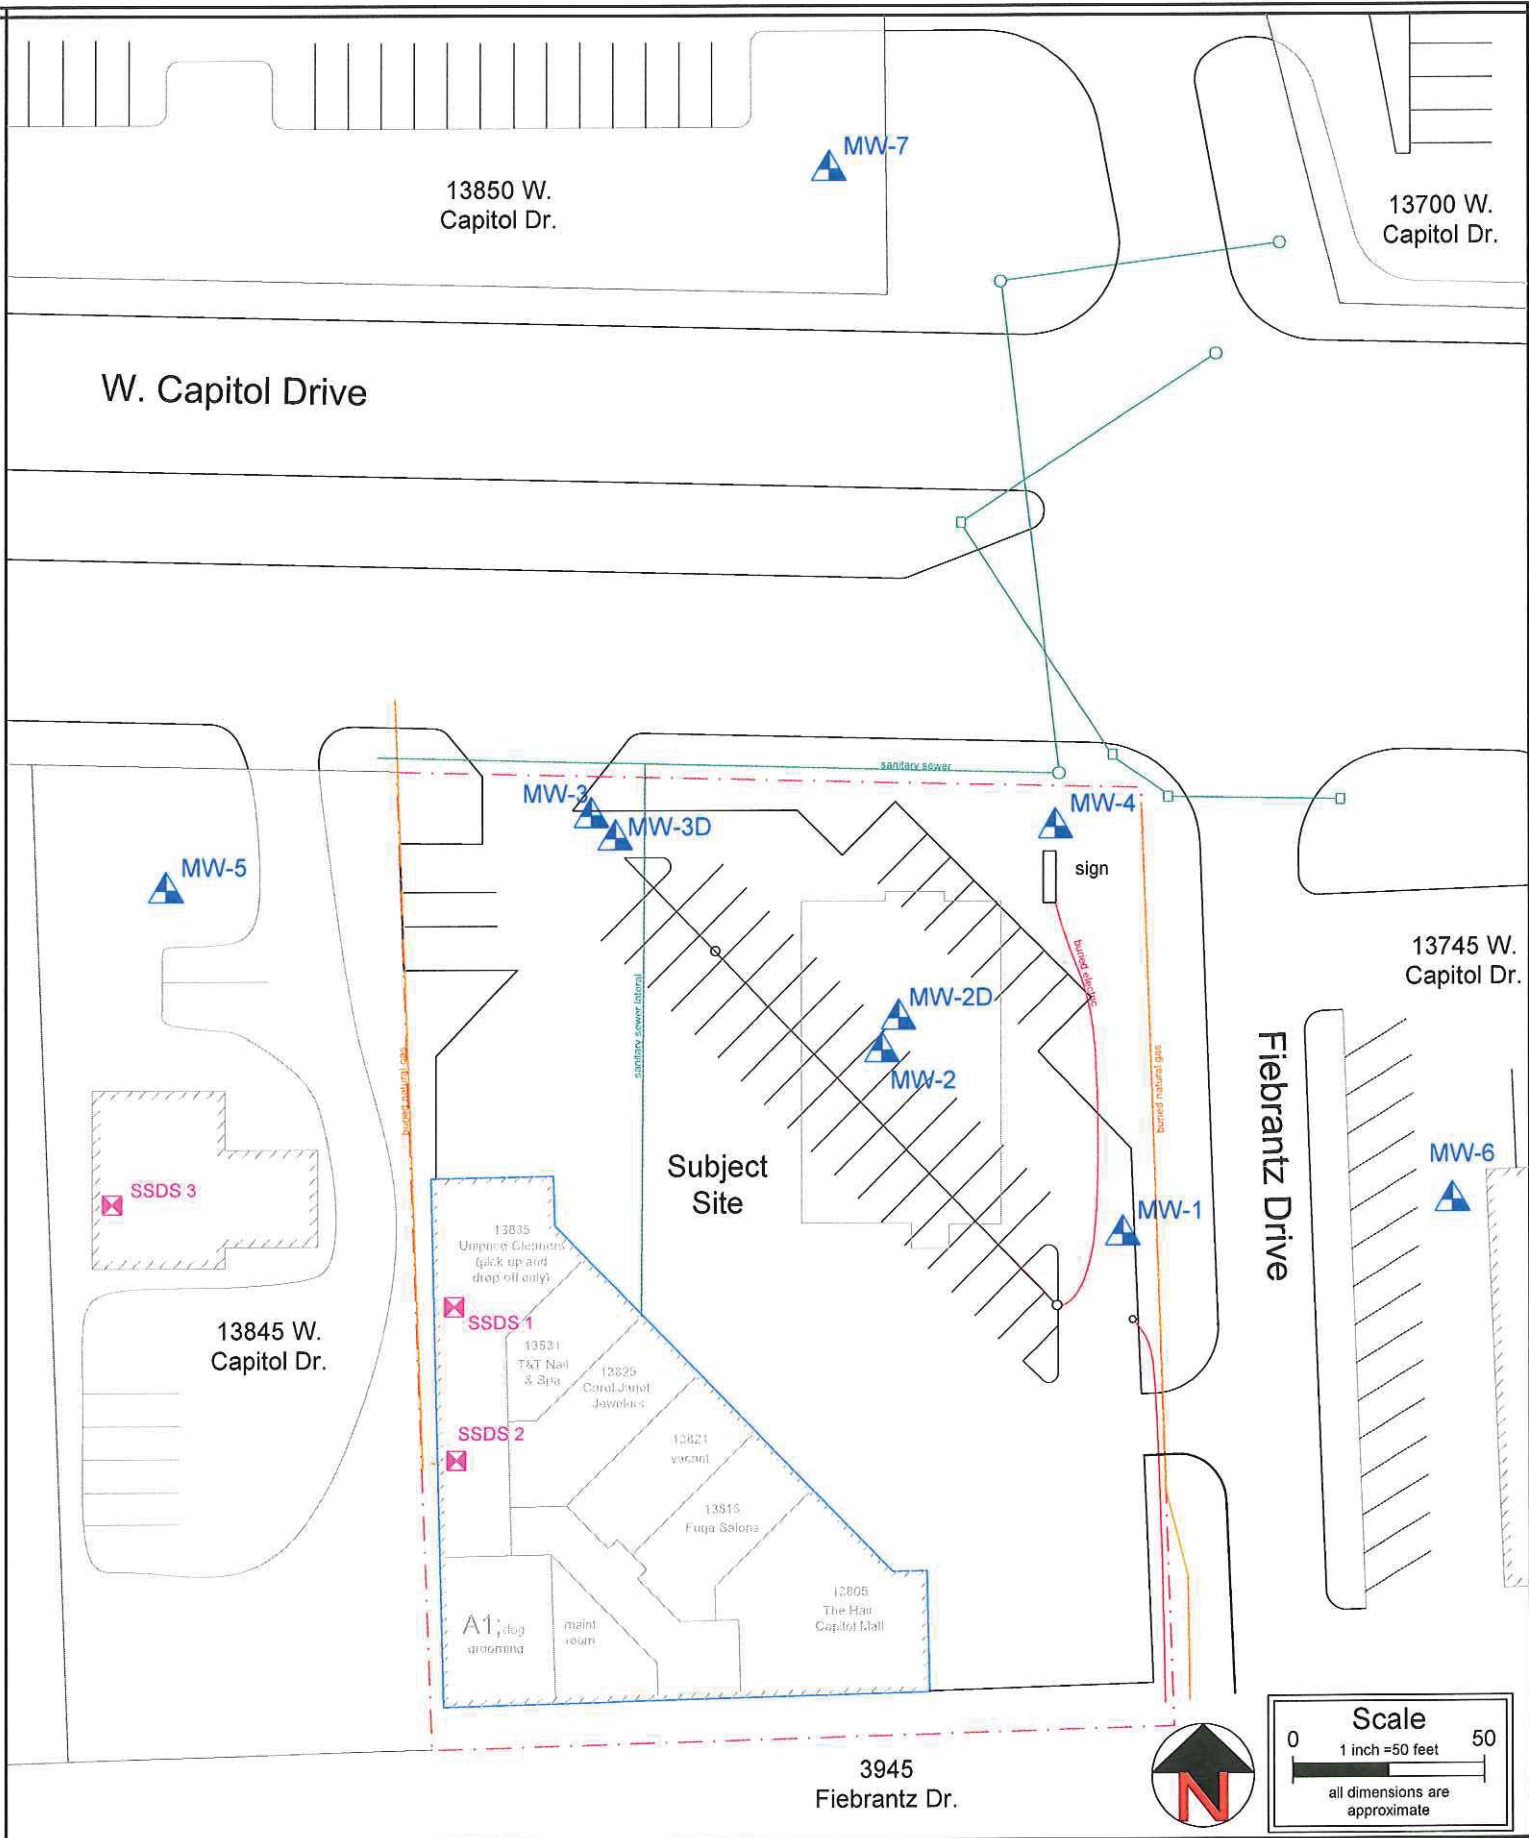 MW-7
13850 W.
Capitol Dr.
13700 W.
Capitol Dr.
W. Capitol Drive
sanitary sewer
MW-3
MW-3D
MW-4
sign
MW-5
buried electric
13745 W.
Capitol Dr.
MW-2D
MW-2
sanitary sewer lateral
buried natural gas
buried natural gas
Fiebrantz Drive
MW-6
Subject
Site
SSDS 3
MW-1
13835
Uniprice Cleaners
(pick up and
drop off only)
SSDS 1
13845 W.
Capitol Dr.
13831
T&T Nail
& Spa
13825
Carol Janet
Jewelers
SSDS 2
13821
vacant
13815
Fuga Salons
13805
The Hair
Capitol Mall
A1; dog
grooming
maint
room
3945
Fiebrantz Dr.
N
Scale
0 50
1 inch =50 feet
all dimensions are
approximate